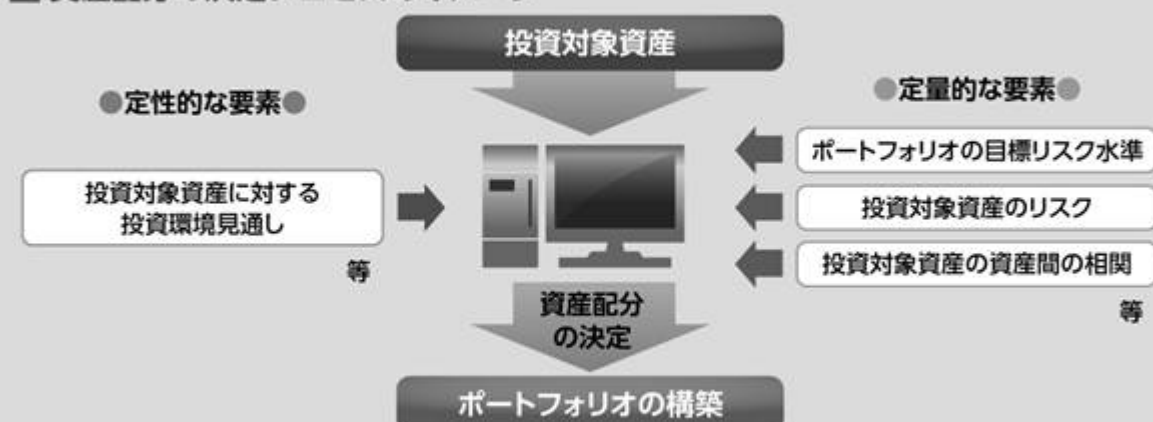 投資対象資産
●定性的な要素●
●定量的な要素●
投資対象資産に対する
投資環境見通し
等
ポートフォリオの目標リスク水準
投資対象資産のリスク
投資対象資産の資産間の相関
等
資産配分
の決定
ポートフォリオの構築